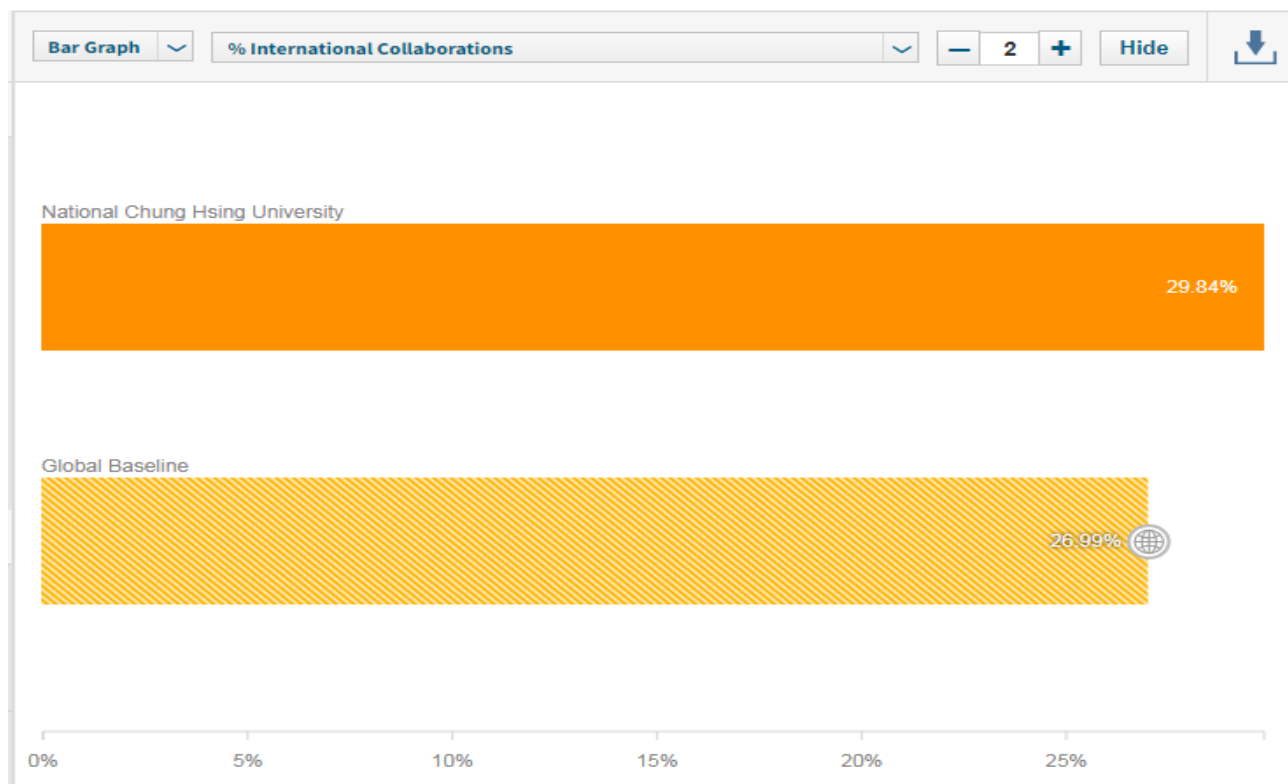 Bar Graph % International Collaborations 2 Hide
National Chung Hsing University
29.84%
Global Baseline
26.99%
0% 5% 10% 15% 20% 25%